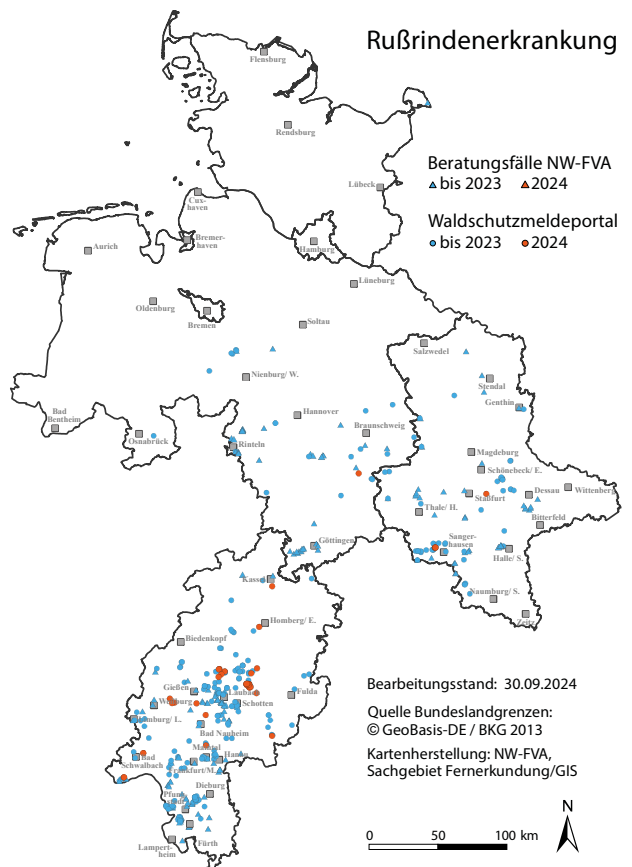 Rußrindenerkrankung
Flensburg
Rendsburg
Beratungsfälle NW-FVA
bis 2023 2024
Lübeck
Waldschutzmeldeportal
bis 2023 2024
Cux-
haven
Bremer-
haven
Aurich
Hamburg
Lüneburg
Oldenburg
Bremen
Soltau
Salzwedel
Nienburg/ W.
Stendal
Genthin
Bad
Bentheim
Osnabrück
Hannover
Braunschweig
Rinteln
Magdeburg
Schönebeck/ E.
Staßfurt
Dessau
Wittenberg
Thale/ H.
Bitterfeld
Göttingen
Sanger-
hausen
Halle/ S.
Kassel
Naumburg/ S.
Zeitz
Homberg/ E.
Biedenkopf
Gießen
Laubach
Fulda
Schotten
Bad Nauheim
Bad
Schwalbach
Maintal
Hanau
Frankfurt/M.
Dieburg
Fürth
Lampert-
heim
Bearbeitungsstand: 30.09.2024
Quelle Bundeslandgrenzen:
© GeoBasis-DE / BKG 2013
Kartenherstellung: NW-FVA,
Sachgebiet Fernerkundung/GIS
N
0 50 100 km